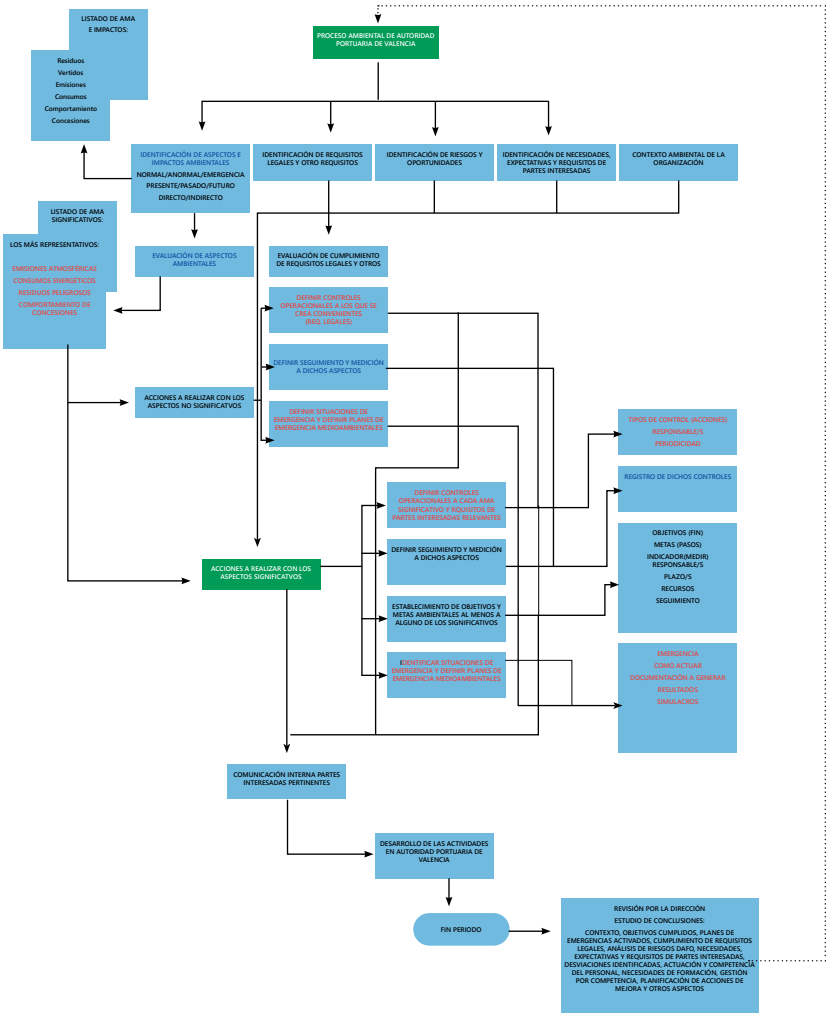 LISTADO DE AMA
E IMPACTOS:
Residuos
Vertidos
Emisiones
Consumos
Comportamiento
Concesiones
PROCESO AMBIENTAL DE AUTORIDAD
PORTUARIA DE VALENCIA
IDENTIFICACIÓN DE ASPECTOS E
IMPACTOS AMBIENTALES
NORMAL/ANORMAL/EMERGENCIA
PRESENTE/PASADO/FUTURO
DIRECTO/INDIRECTO
IDENTIFICACIÓN DE REQUISITOS
LEGALES Y OTRO REQUISITOS
IDENTIFICACIÓN DE RIESGOS Y
OPORTUNIDADES
IDENTIFICACIÓN DE NECESIDADES,
EXPECTATIVAS Y REQUISITOS DE
PARTES INTERESADAS
CONTEXTO AMBIENTAL DE LA
ORGANIZACIÓN
LISTADO DE AMA
SIGNIFICATIVOS:
LOS MÁS REPRESENTATIVOS:
EMISIONES ATMOSFÉRICAS
CONSUMOS ENERGÉTICOS
RESIDUOS PELIGROSOS
COMPORTAMIENTO DE
CONCESIONES
EVALUACIÓN DE ASPECTOS
AMBIENTALES
EVALUACIÓN DE CUMPLIMIENTO
DE REQUISITOS LEGALES Y OTROS
DEFINIR CONTROLES
OPERACIONALES A LOS QUE SE
CREA CONVENIENTES
(REQ. LEGALES)
DEFINIR SEGUIMIENTO Y MEDICIÓN
A DICHOS ASPECTOS
ACCIONES A REALIZAR CON LOS
ASPECTOS NO SIGNIFICATIVOS
DEFINIR SITUACIONES DE
EMERGENCIA Y DEFINIR PLANES DE
EMERGENCIA MEDIOAMBIENTALES
TIPOS DE CONTROL (ACCIONES)
RESPONSABLE/S
PERIODICIDAD
REGISTRO DE DICHOS CONTROLES
DEFINIR CONTROLES
OPERACIONALES A CADA AMA
SIGNIFICATIVO Y RQUISITOS DE
PARTES INTERESADAS RELEVANTES
OBJETIVOS (FIN)
METAS (PASOS)
INDICADOR(MEDIR)
RESPONSABLE/S
PLAZO/S
RECURSOS
SEGUIMIENTO
DEFINIR SEGUIMIENTO Y MEDICIÓN
A DICHOS ASPECTOS
ACCIONES A REALIZAR CON LOS
ASPECTOS SIGNIFICATVOS
ESTABLECIMIENTO DE OBJETIVOS Y
METAS AMBIENTALES AL MENOS A
ALGUNO DE LOS SIGNIFICATIVOS
IDENTIFICAR SITUACIONES DE
EMERGENCIA Y DEFINIR PLANES DE
EMERGENCIA MEDIOAMBIENTALES
EMERGENCIA
COMO ACTUAR
DOCUMENTACIÓN A GENERAR
RESULTADOS
SIMULACROS
COMUNICACIÓN INTERNA PARTES
INTERESADAS PERTINENTES
DESARROLLO DE LAS ACTIVIDADES
EN AUTORIDAD PORTUARIA DE
VALENCIA
FIN PERIODO
REVISIÓN POR LA DIRECCIÓN
ESTUDIO DE CONCLUSIONES:
CONTEXTO, OBJETIVOS CUMPLIDOS, PLANES DE
EMERGENCIAS ACTIVADOS, CUMPLIMIENTO DE REQUISITOS
LEGALES, ANÁLISIS DE RIESGOS DAFO, NECESIDADES,
EXPECTATIVAS Y REQUISITOS DE PARTES INTERESADAS,
DESVIACIONES IDENTIFICADAS, ACTUACIÓN Y COMPETENCIA
DEL PERSONAL, NECESIDADES DE FORMACIÓN, GESTIÓN
POR COMPETENCIA, PLANIFICACIÓN DE ACCIONES DE
MEJORA Y OTROS ASPECTOS